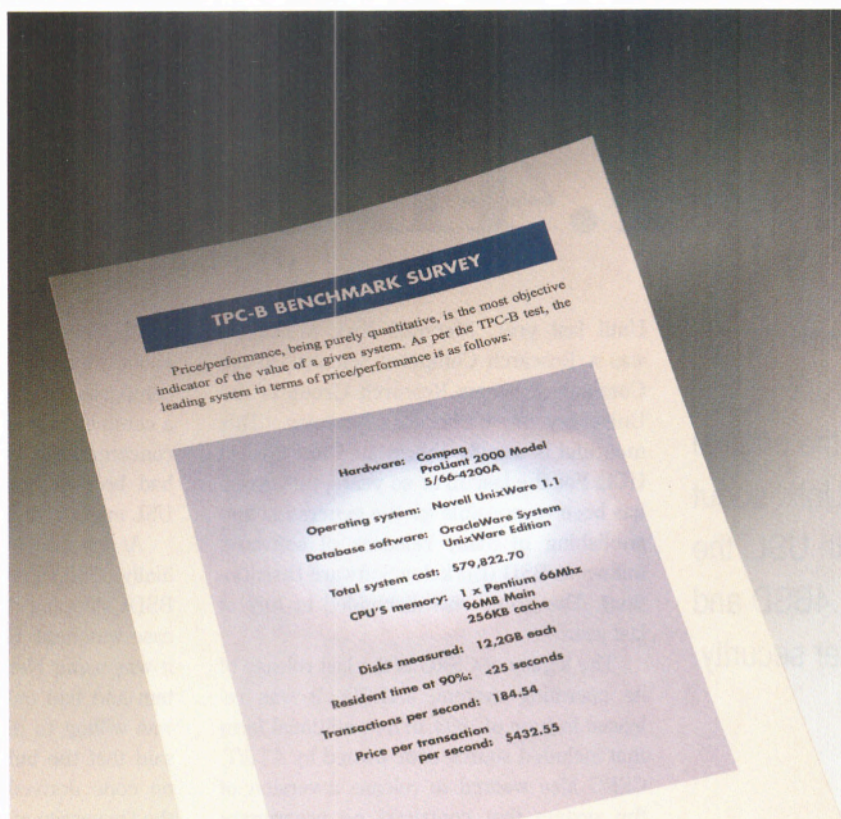 TPC-B BENCHMARK SURVEY
Price/performance, being purely quantitative, is the most objective
indicator of the value of a given system. As per the TPC-B test, the
leading system in terms of price/performance is as follows:
Hardware: Compaq
ProLiant 2000 Model
5/66-4200A
Operating system: Novell UnixWare 1.1
Database software: OracleWare System
UnixWare Edition
Total system cost: $79,822.70
CPU'S memory: 1 x Pentium 66Mhz
96MB Main
256KB cache
Disks measured: 12,2GB each
Resident time at 90%: <25 seconds
Transactions per second: 184.54
Price per transaction
per second: $432.55